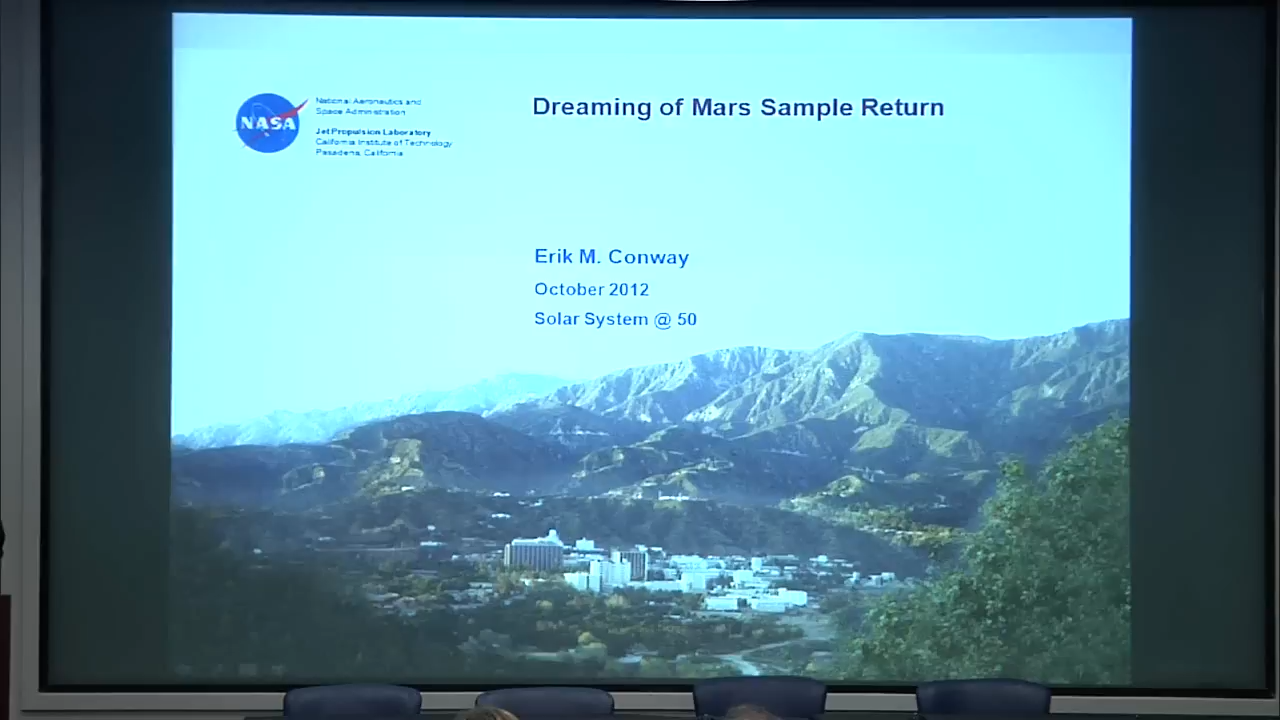 NASA
National Aeronautics and
Space Administration
Jet Propulsion Laboratory
California Institute of Technology
Pasadena, California
Dreaming of Mars Sample Return
Erik M. Conway
October 2012
Solar System @ 50